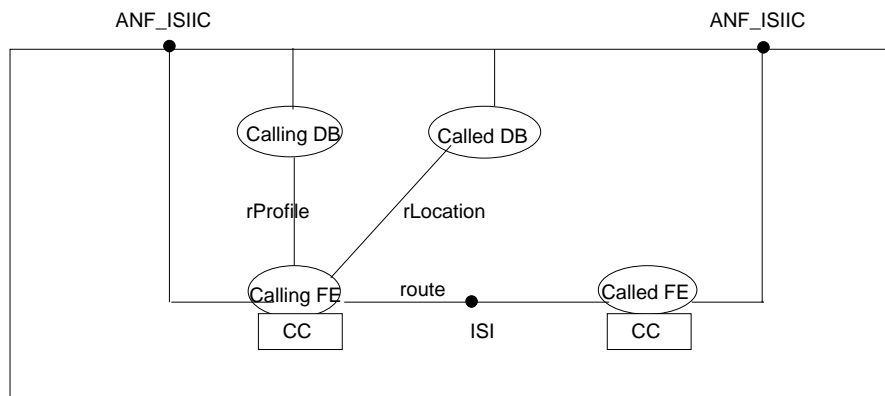 ANF_ISIIC
ANF_ISIIC
Calling DB
Called DB
rProfile
rLocation
Calling FE
route
Called FE
CC
ISI
CC